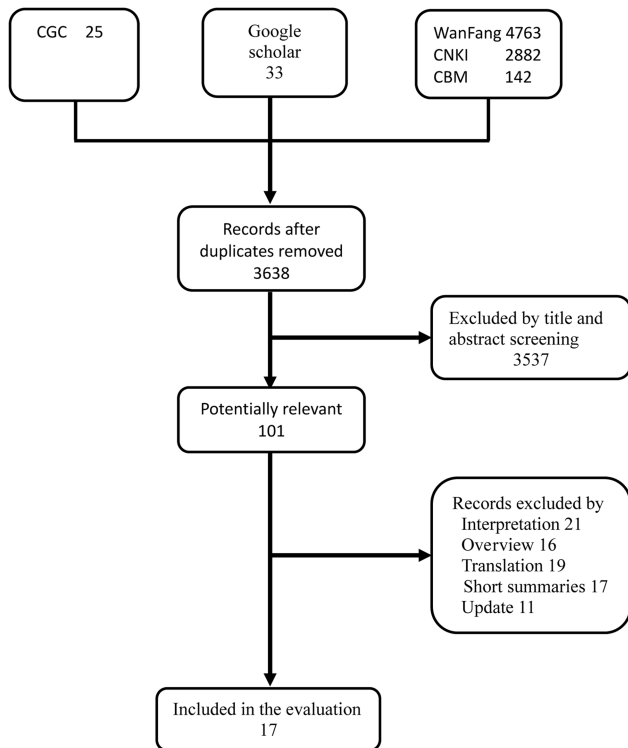 CGC 25
Google
scholar
33
WanFang 4763
CNKI 2882
CBM 142
Records after
duplicates removed
3638
Excluded by title and
abstract screening
3537
Potentially relevant
101
Records excluded by
Interpretation 21
Overview 16
Translation 19
Short summaries 17
Update 11
Included in the evaluation
17